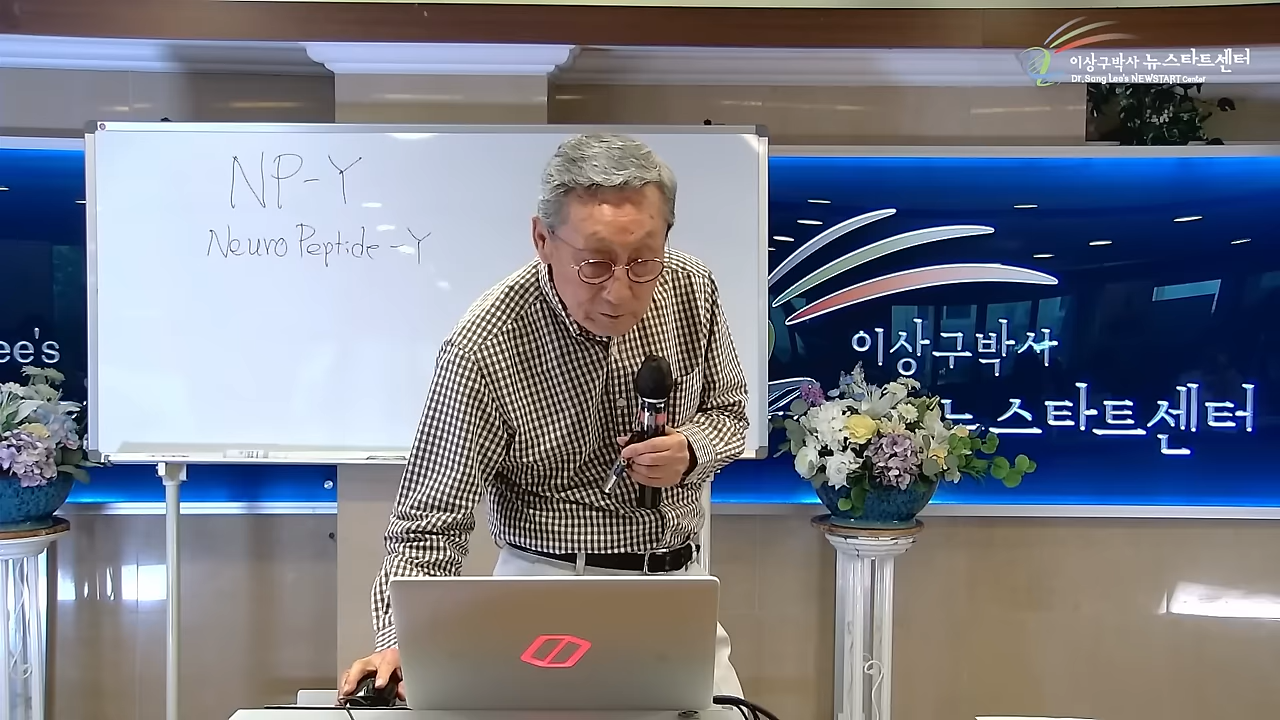 이상구박사 뉴스타트센터
Dr. Sang Lee's NEWSTART Center
NP-Y
Neuro Peptide-Y
ee's
이상구박사
뉴스타트센터